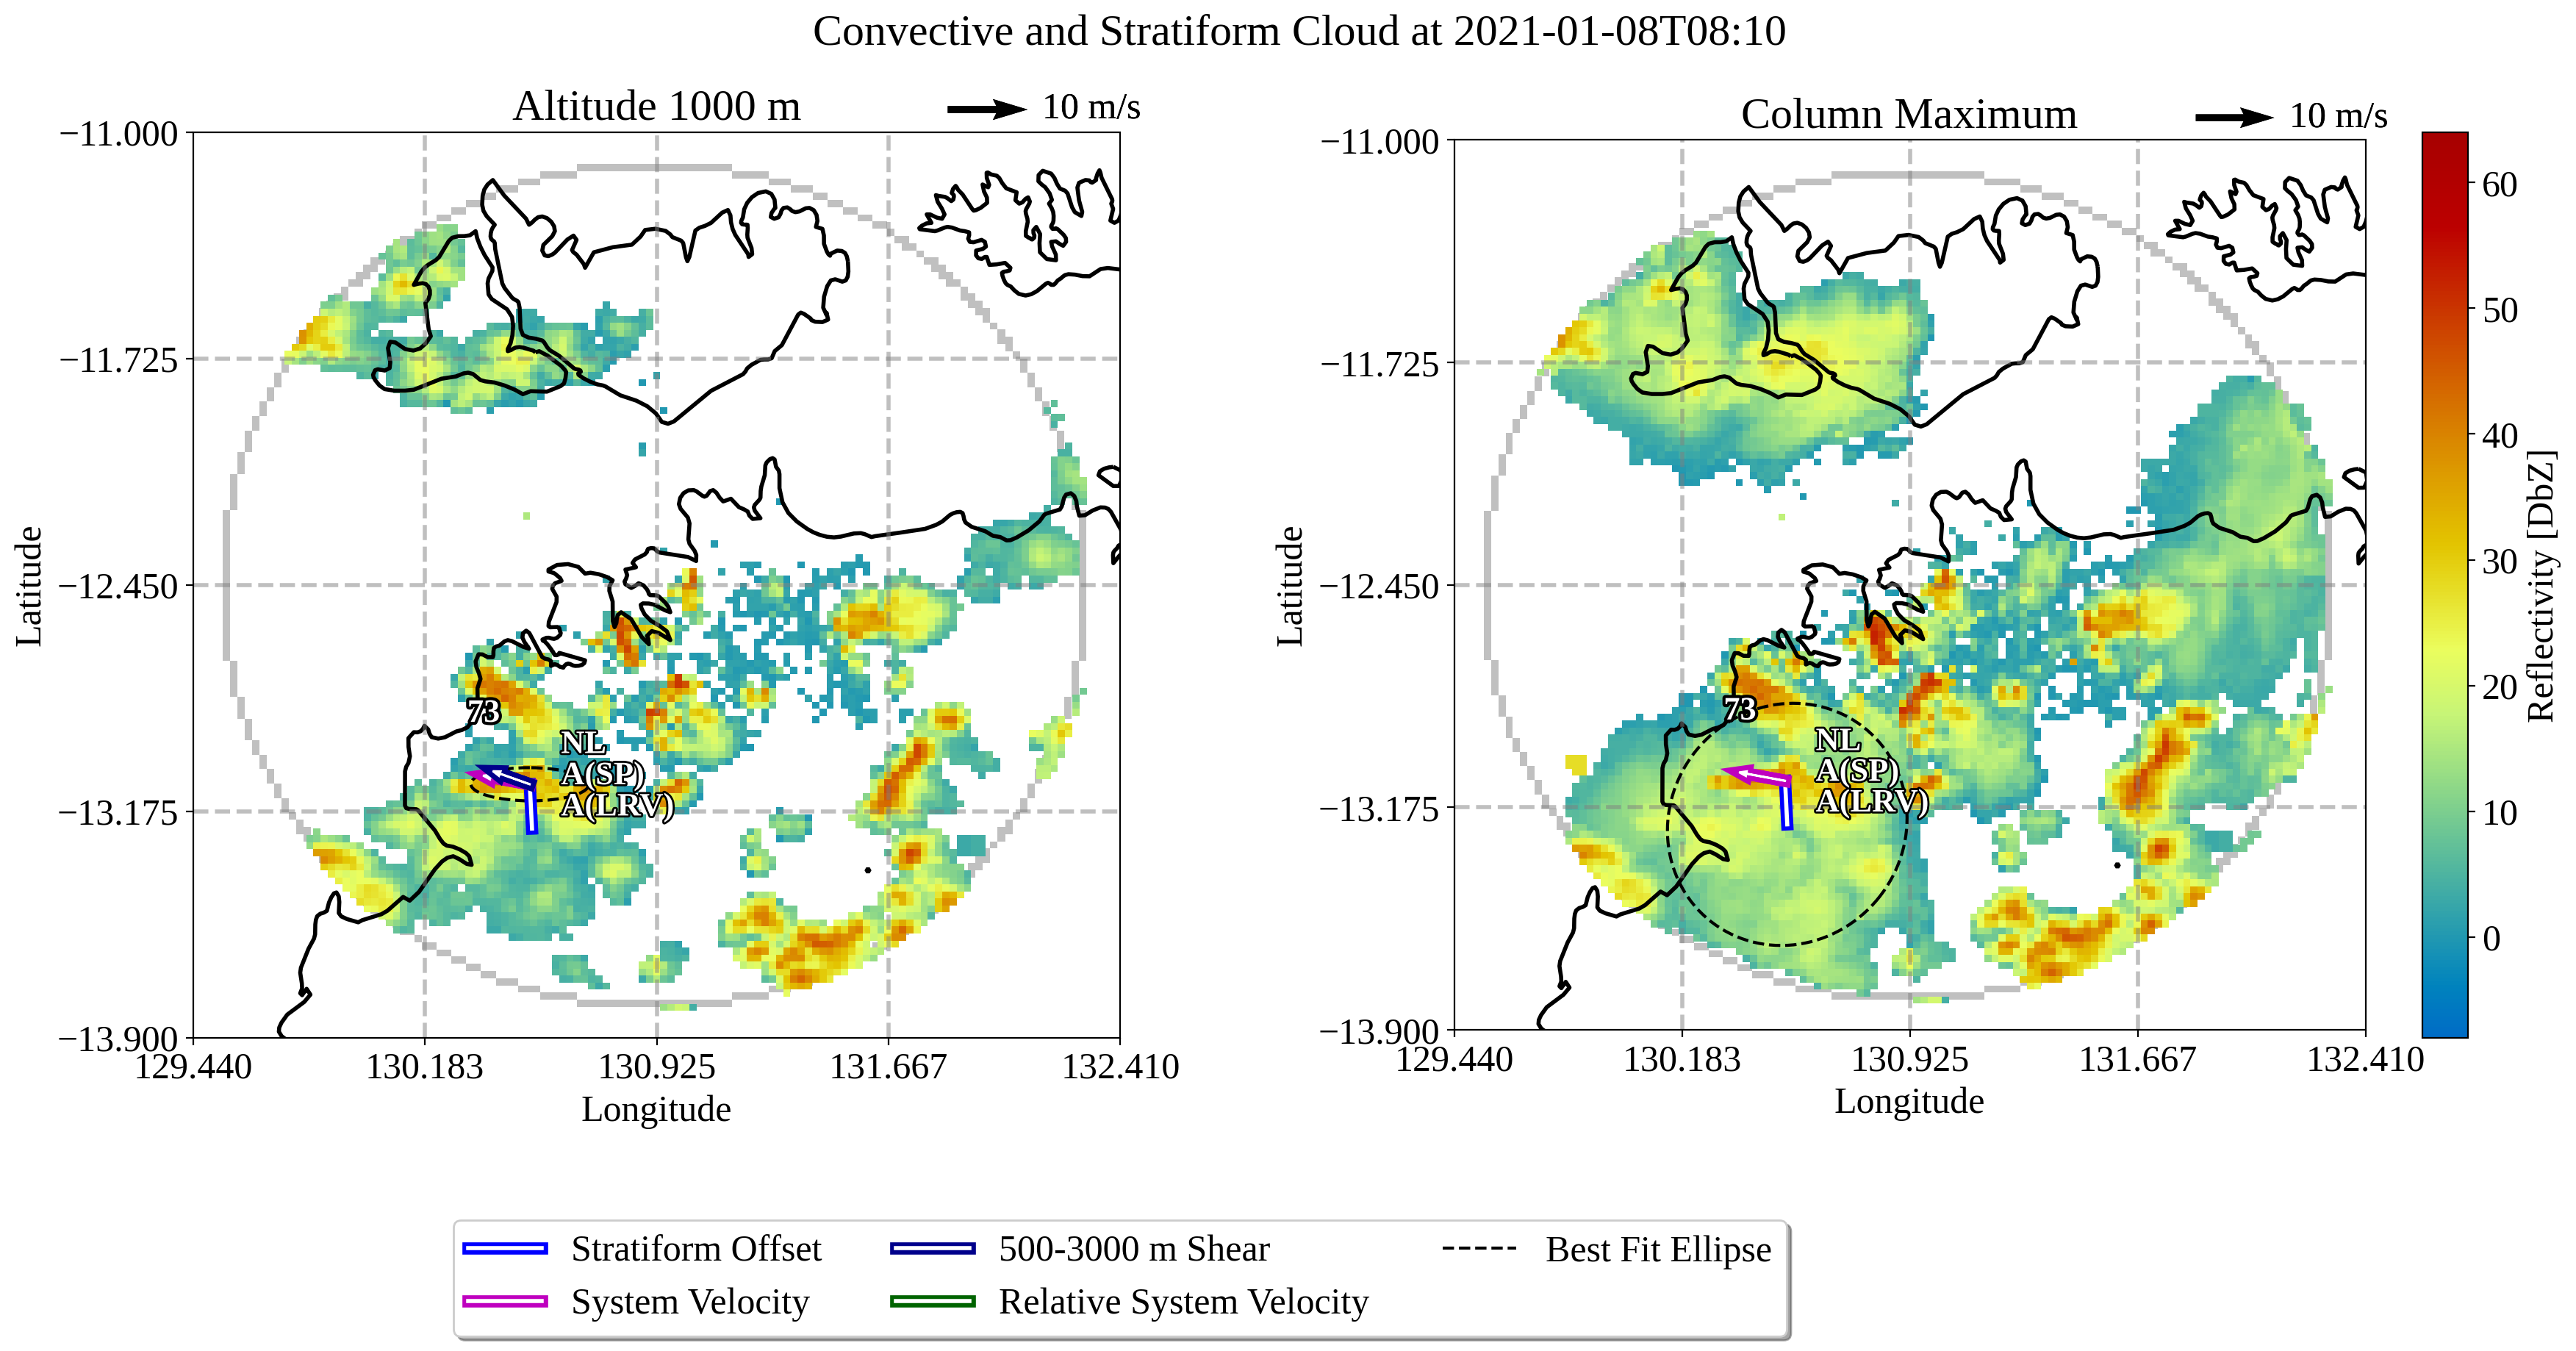 Convective and Stratiform Cloud at 2021-01-08T08:10
Altitude 1000 m
10 m/s
−11.000
−11.725
−12.450
−13.175
−13.900
Latitude
129.440
130.183
130.925
131.667
132.410
Longitude
73
NL
A(SP)
A(LRV)
Column Maximum
10 m/s
−11.000
−11.725
−12.450
−13.175
−13.900
Latitude
129.440
130.183
130.925
131.667
132.410
Longitude
73
NL
A(SP)
A(LRV)
60
50
40
30
20
10
0
Reflectivity [DbZ]
Stratiform Offset
System Velocity
500-3000 m Shear
Relative System Velocity
Best Fit Ellipse